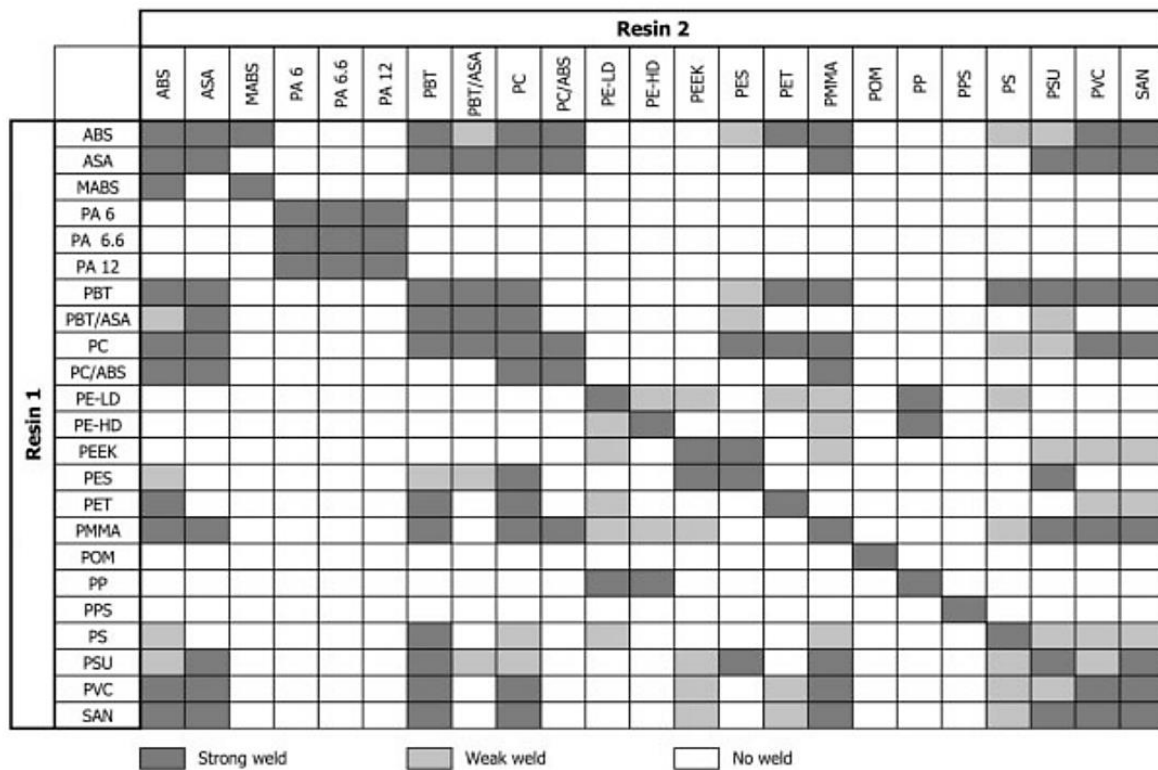 Resin 2
ABS ASA MABS PA 6 PA 6.6 PA 12 PBT PBT/ASA PC PC/ABS PE-LD PE-HD PEEK PES PET PMMA POM PP PPS PS PSU PVC SAN
Resin 1
ABS
ASA
MABS
PA 6
PA 6.6
PA 12
PBT
PBT/ASA
PC
PC/ABS
PE-LD
PE-HD
PEEK
PES
PET
PMMA
POM
PP
PPS
PS
PSU
PVC
SAN
Strong weld Weak weld No weld